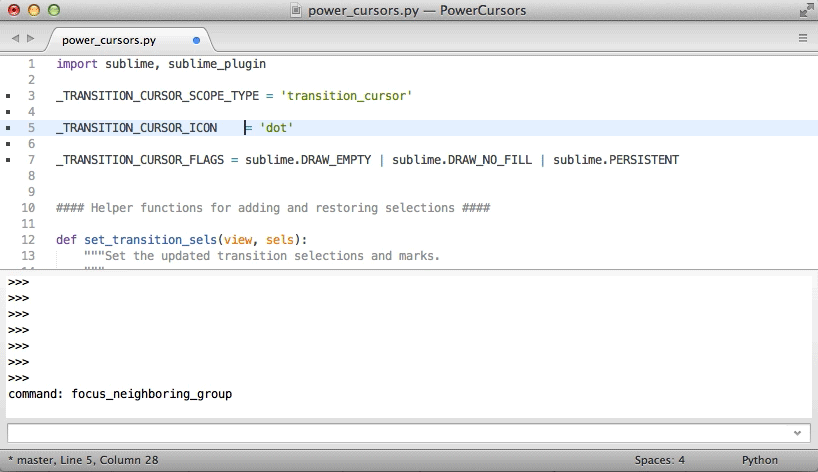 power_cursors.py — PowerCursors
power_cursors.py
1 import sublime, sublime_plugin
2
3 _TRANSITION_CURSOR_SCOPE_TYPE = 'transition_cursor'
4
5 _TRANSITION_CURSOR_ICON    = 'dot'
6
7 _TRANSITION_CURSOR_FLAGS = sublime.DRAW_EMPTY | sublime.DRAW_NO_FILL | sublime.PERSISTENT
8
9
10 #### Helper functions for adding and restoring selections ####
11
12 def set_transition_sels(view, sels):
13     """Set the updated transition selections and marks.
14     """
>>>
>>>
>>>
>>>
>>>
>>>
>>>
command: focus_neighboring_group
* master, Line 5, Column 28
Spaces: 4
Python